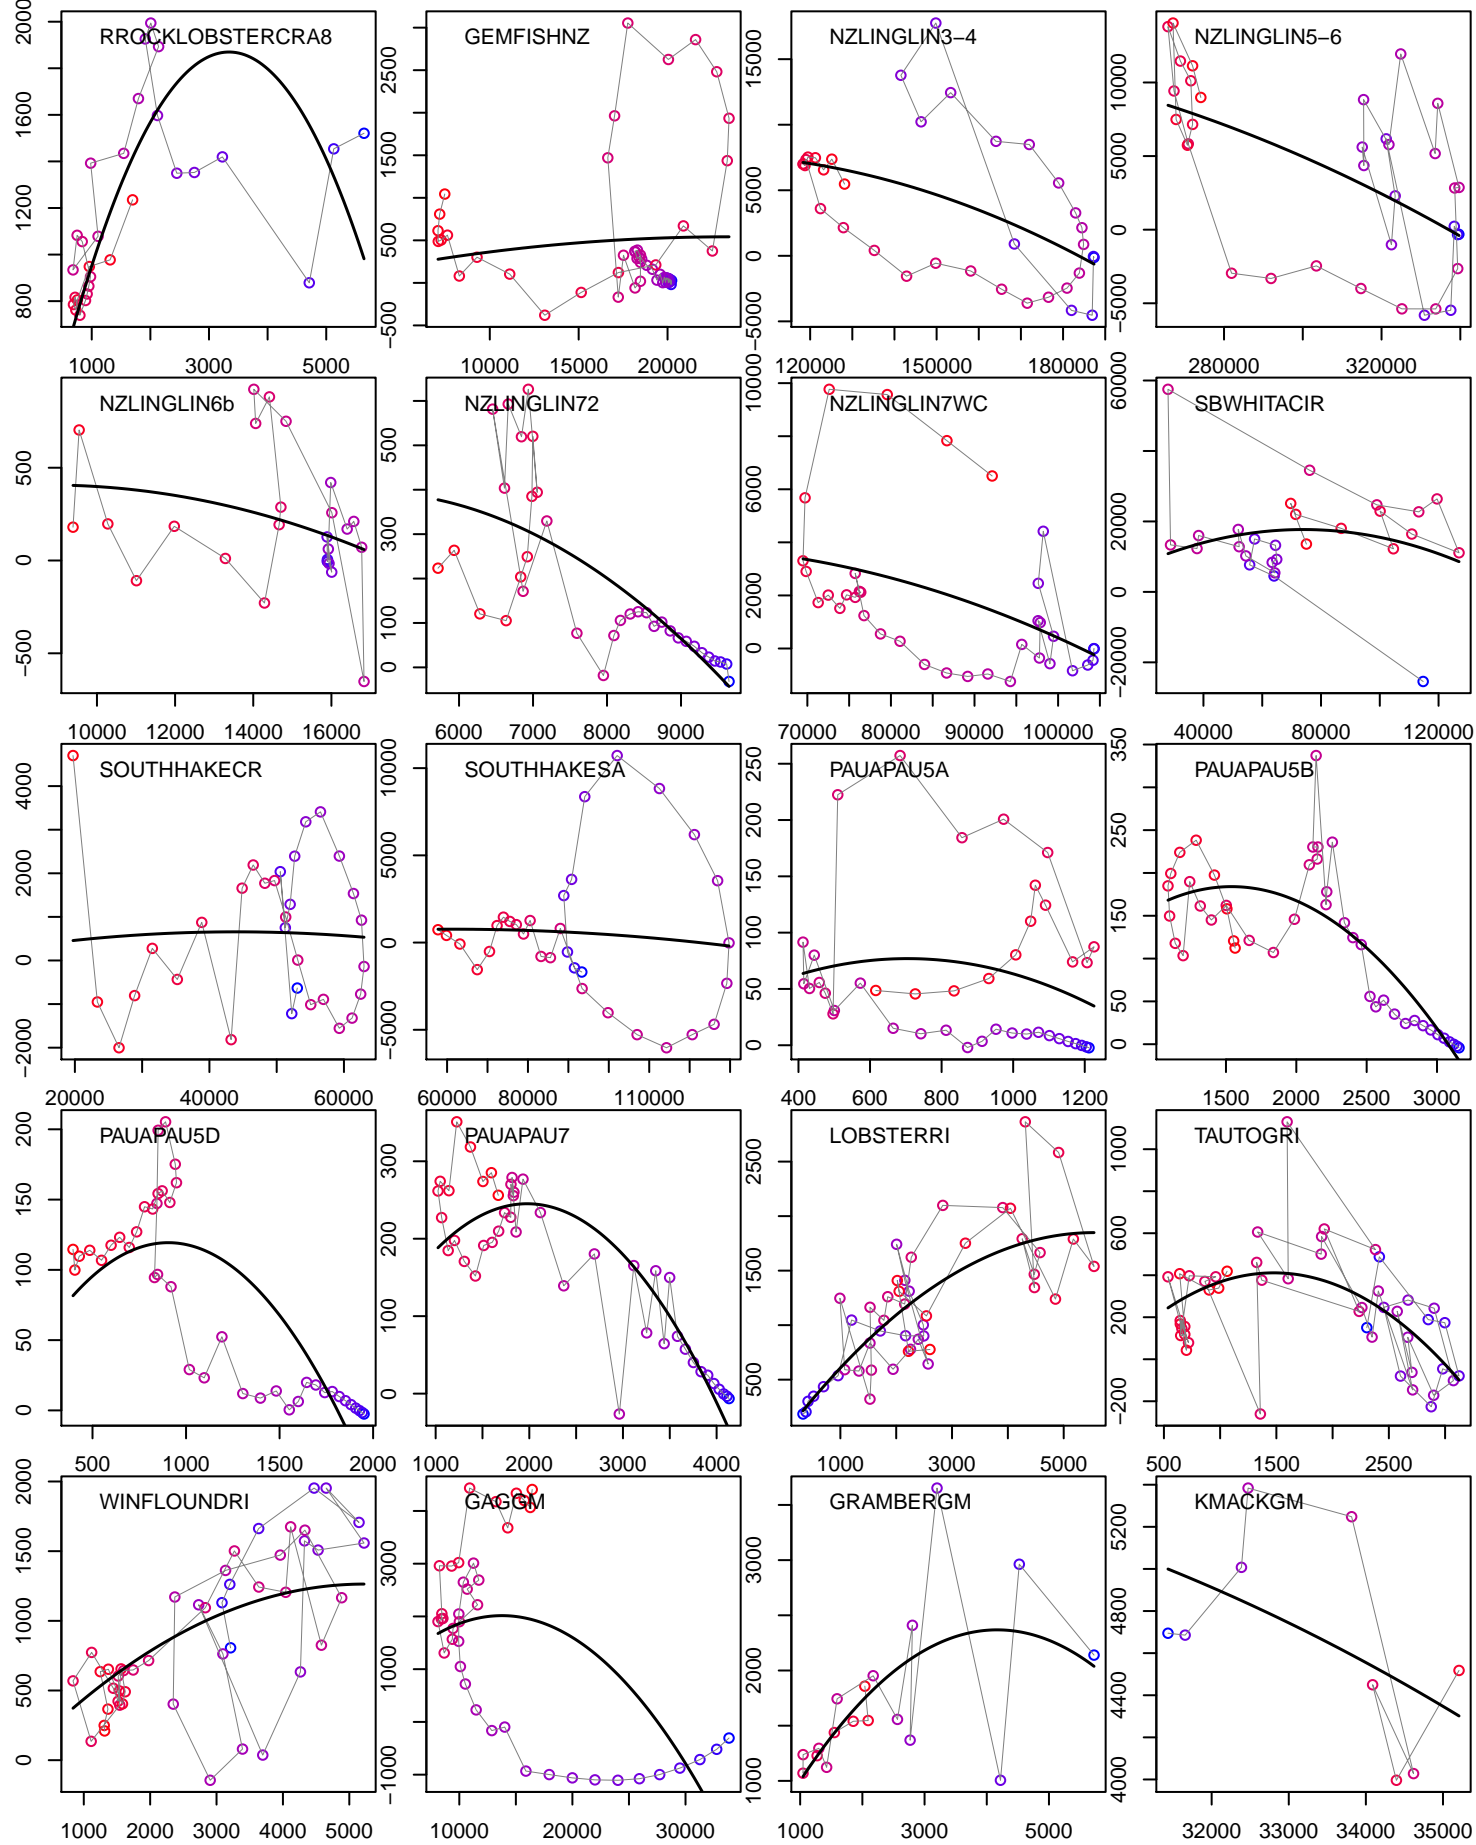 RROCKLOBSTERCRA8
800 1200 1600 2000
1000 3000 5000
GEMFISHNZ
−500 500 1500 2500
10000 15000 20000
NZLINGLIN3−4
−5000 5000 15000
120000 150000 180000
NZLINGLIN5−6
−5000 0 5000 10000
280000 320000
NZLINGLIN6b
−500 0 500
10000 12000 14000 16000
NZLINGLIN72
0 100 300 500
6000 7000 8000 9000
NZLINGLIN7WC
0 2000 6000 10000
70000 80000 90000 100000
SBWHITACIR
−20000 0 20000 60000
40000 80000 120000
SOUTHHAKECR
−2000 0 2000 4000
20000 40000 60000
SOUTHHAKESA
−5000 0 5000 10000
60000 80000 110000
PAUAPAU5A
0 50 100 150 200 250
400 600 800 1000 1200
PAUAPAU5B
0 50 150 250 350
1500 2000 2500 3000
PAUAPAU5D
0 50 100 150 200
500 1000 1500 2000
PAUAPAU7
0 100 200 300
1000 2000 3000 4000
LOBSTERRI
500 1500 2500
1000 3000 5000
TAUTOGRI
−200 200 600 1000
500 1500 2500
WINFLOUNDRI
0 500 1000 1500 2000
1000 2000 3000 4000 5000
GAGGM
−1000 1000 3000
10000 20000 30000
GRAMBERGM
1000 2000 3000
1000 3000 5000
KMACKGM
4000 4400 4800 5200
32000 33000 34000 35000